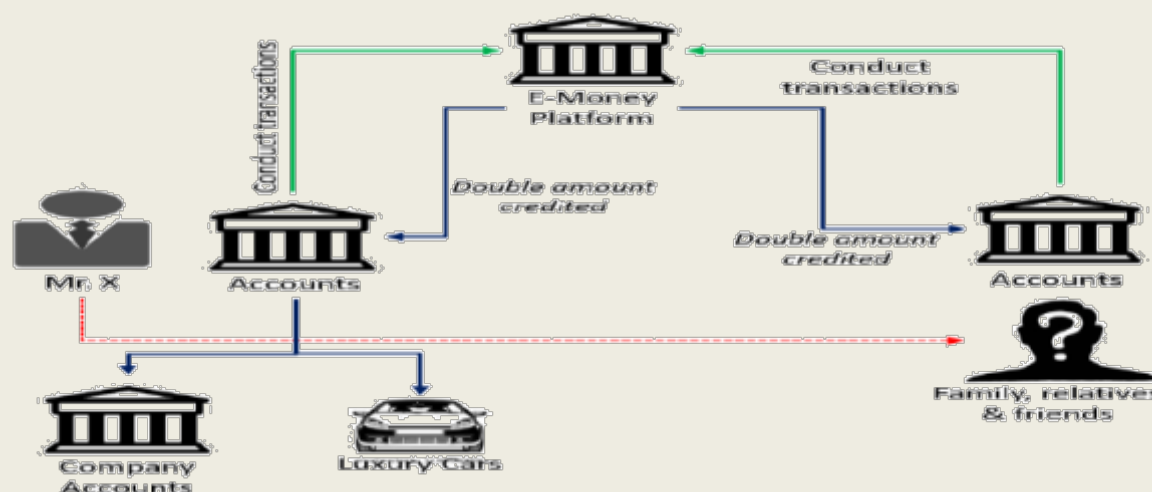 Conduct transactions
E-Money
Platform
Conduct
transactions
Double amount
credited
Double amount
credited
Mr. X
Accounts
Accounts
Family, relatives
& friends
Company
Accounts
Luxury Cars